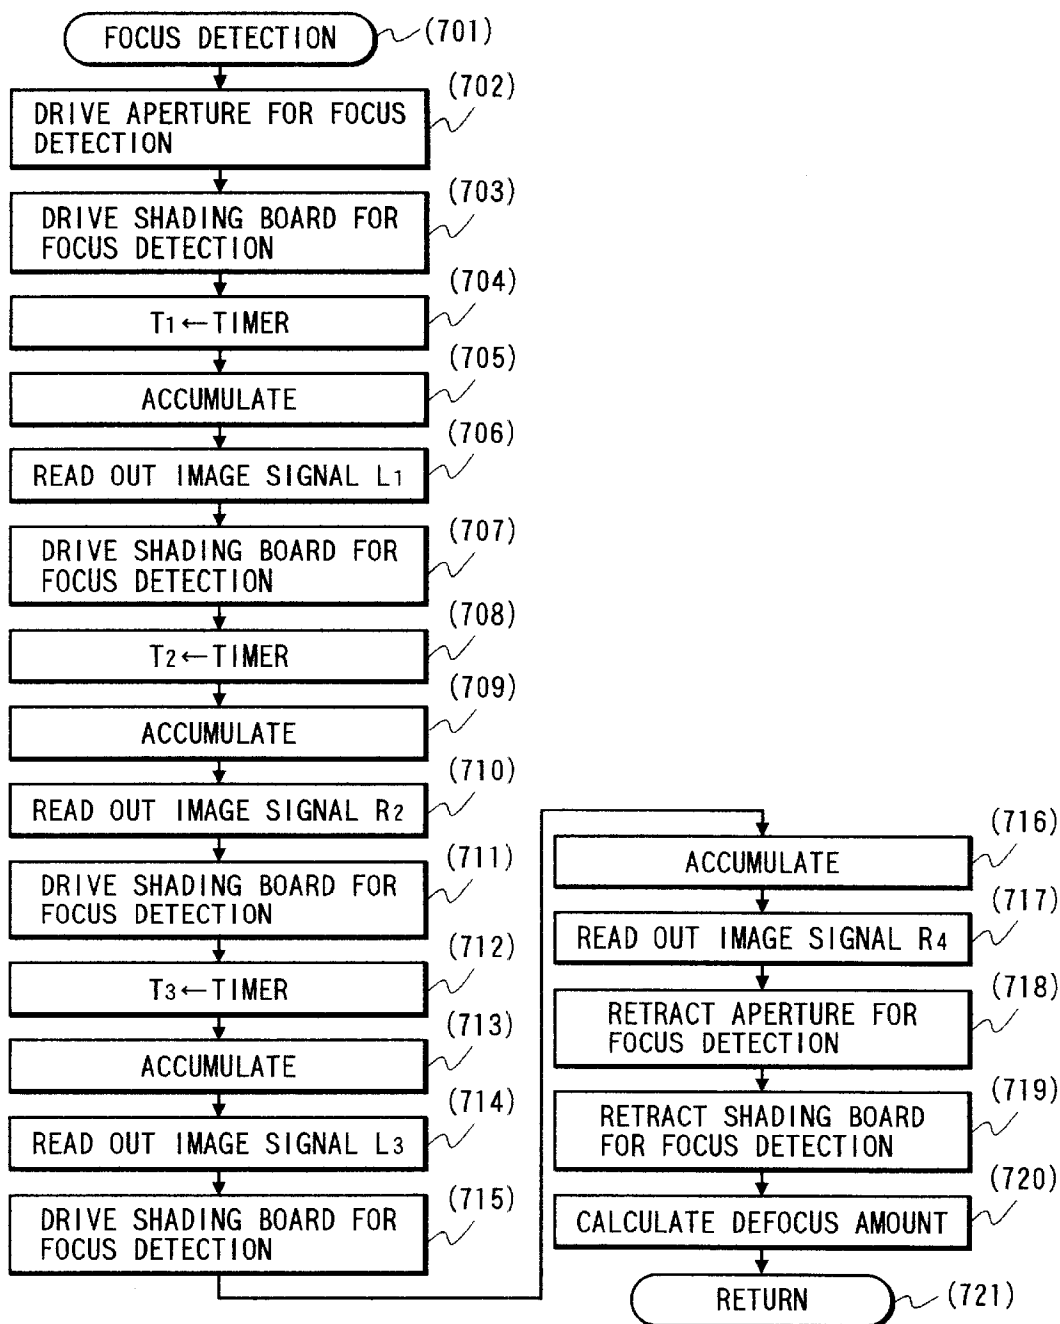 FOCUS DETECTION (701)
(702)
DRIVE APERTURE FOR FOCUS
DETECTION
(703)
DRIVE SHADING BOARD FOR
FOCUS DETECTION
(704)
T1←TIMER
(705)
ACCUMULATE
(706)
READ OUT IMAGE SIGNAL L1
(707)
DRIVE SHADING BOARD FOR
FOCUS DETECTION
(708)
T2←TIMER
(709)
ACCUMULATE
(710)
READ OUT IMAGE SIGNAL R2
(711)
DRIVE SHADING BOARD FOR
FOCUS DETECTION
(712)
T3←TIMER
(713)
ACCUMULATE
(714)
READ OUT IMAGE SIGNAL L3
(715)
DRIVE SHADING BOARD FOR
FOCUS DETECTION
(716)
ACCUMULATE
(717)
READ OUT IMAGE SIGNAL R4
(718)
RETRACT APERTURE FOR
FOCUS DETECTION
(719)
RETRACT SHADING BOARD
FOR FOCUS DETECTION
(720)
CALCULATE DEFOCUS AMOUNT
RETURN (721)